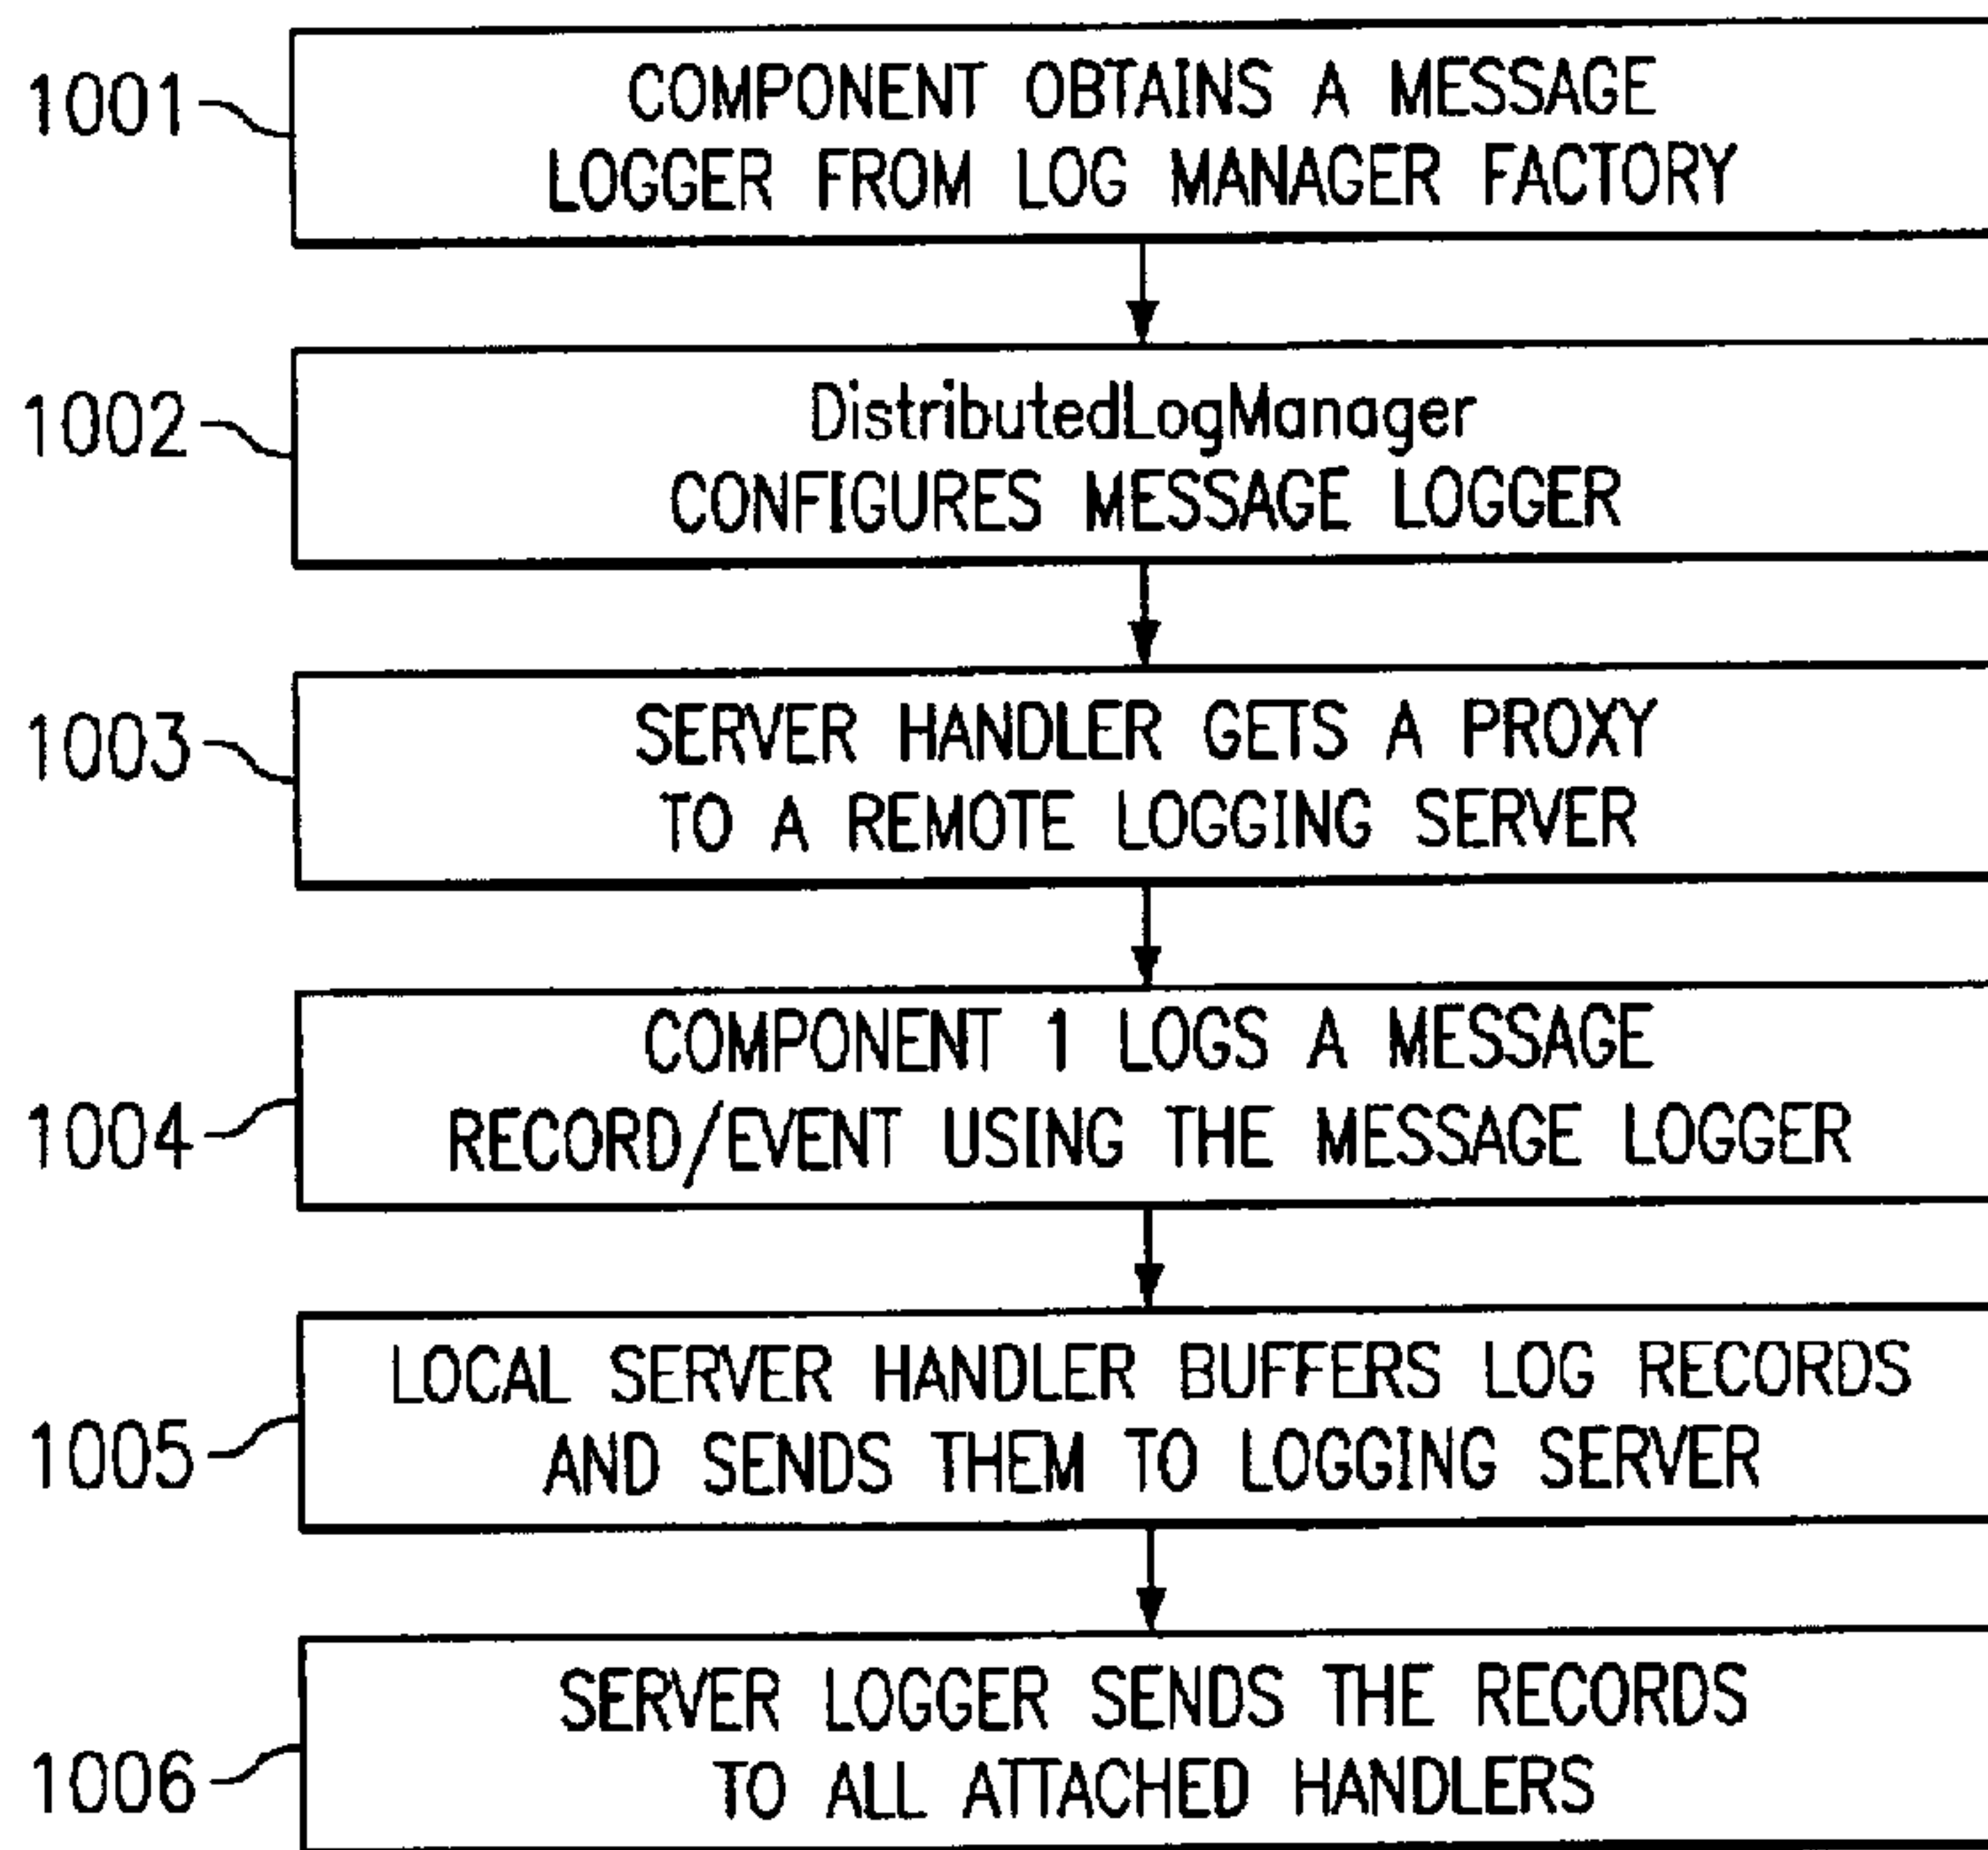 1001
COMPONENT OBTAINS A MESSAGE
LOGGER FROM LOG MANAGER FACTORY
1002
DistributedLogManager
CONFIGURES MESSAGE LOGGER
1003
SERVER HANDLER GETS A PROXY
TO A REMOTE LOGGING SERVER
1004
COMPONENT 1 LOGS A MESSAGE
RECORD/EVENT USING THE MESSAGE LOGGER
1005
LOCAL SERVER HANDLER BUFFERS LOG RECORDS
AND SENDS THEM TO LOGGING SERVER
1006
SERVER LOGGER SENDS THE RECORDS
TO ALL ATTACHED HANDLERS